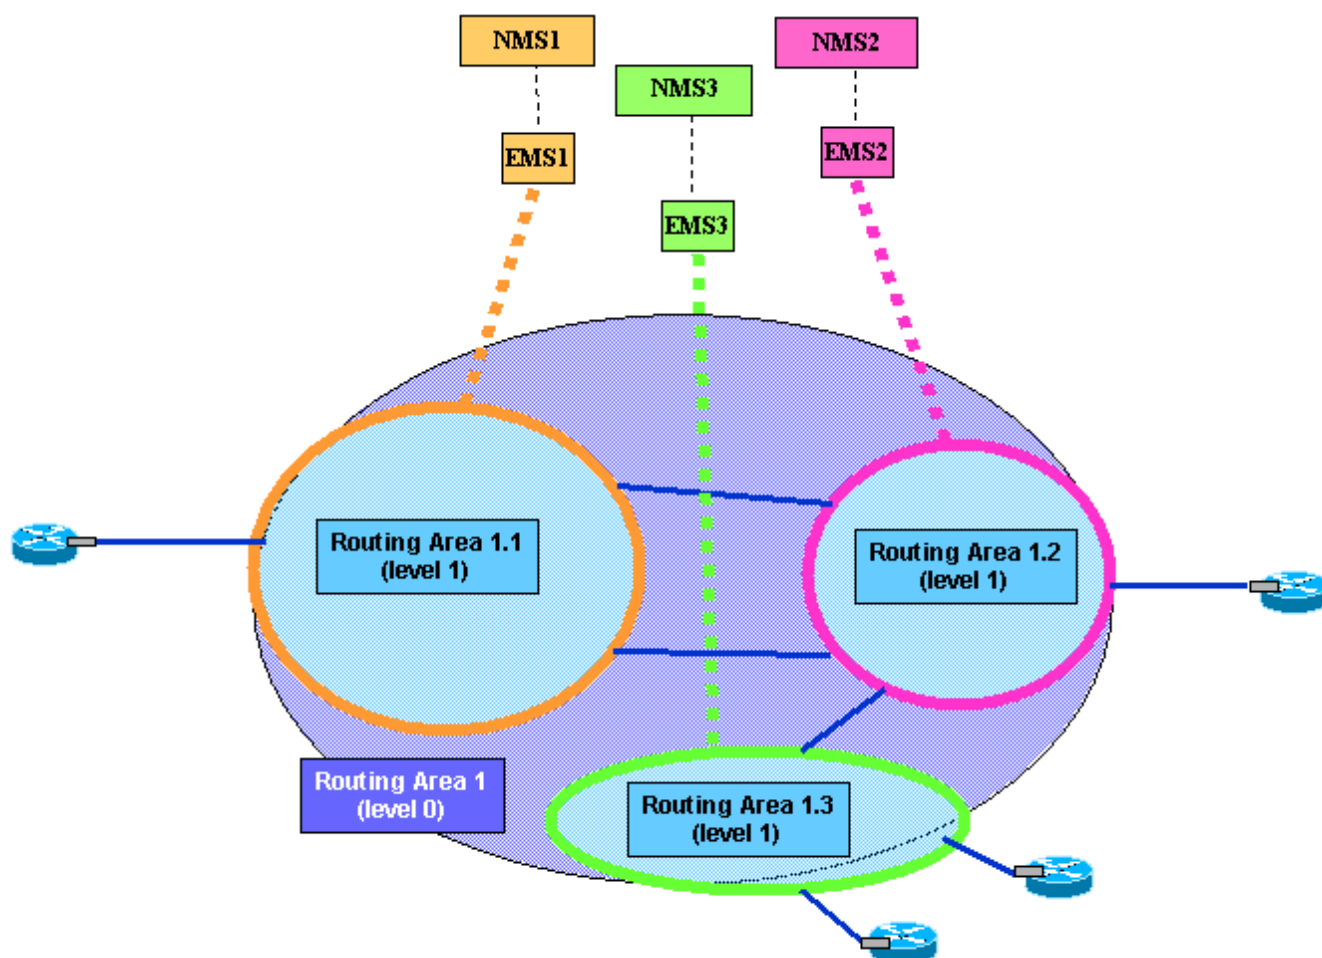 NMS1
NMS2
NMS3
EMS1
EMS2
EMS3
Routing Area 1.1
(level 1)
Routing Area 1.2
(level 1)
Routing Area 1
(level 0)
Routing Area 1.3
(level 1)